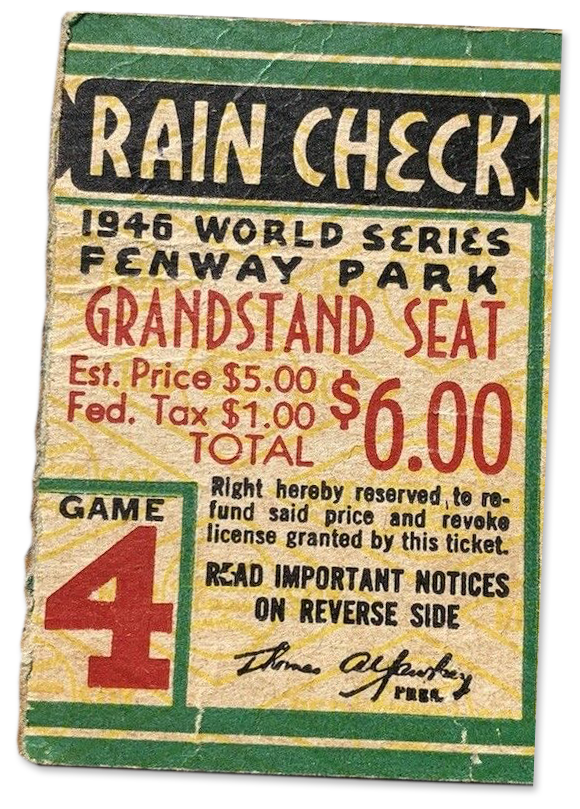 RAIN CHECK
1946 WORLD SERIES
FENWAY PARK
GRANDSTAND SEAT
Est. Price $5.00
Fed. Tax $1.00
TOTAL
$6.00
GAME
4
Right hereby reserved, to re-
fund said price and revoke
license granted by this ticket.
READ IMPORTANT NOTICES
ON REVERSE SIDE
Thomas A. Yawkey
PRES.